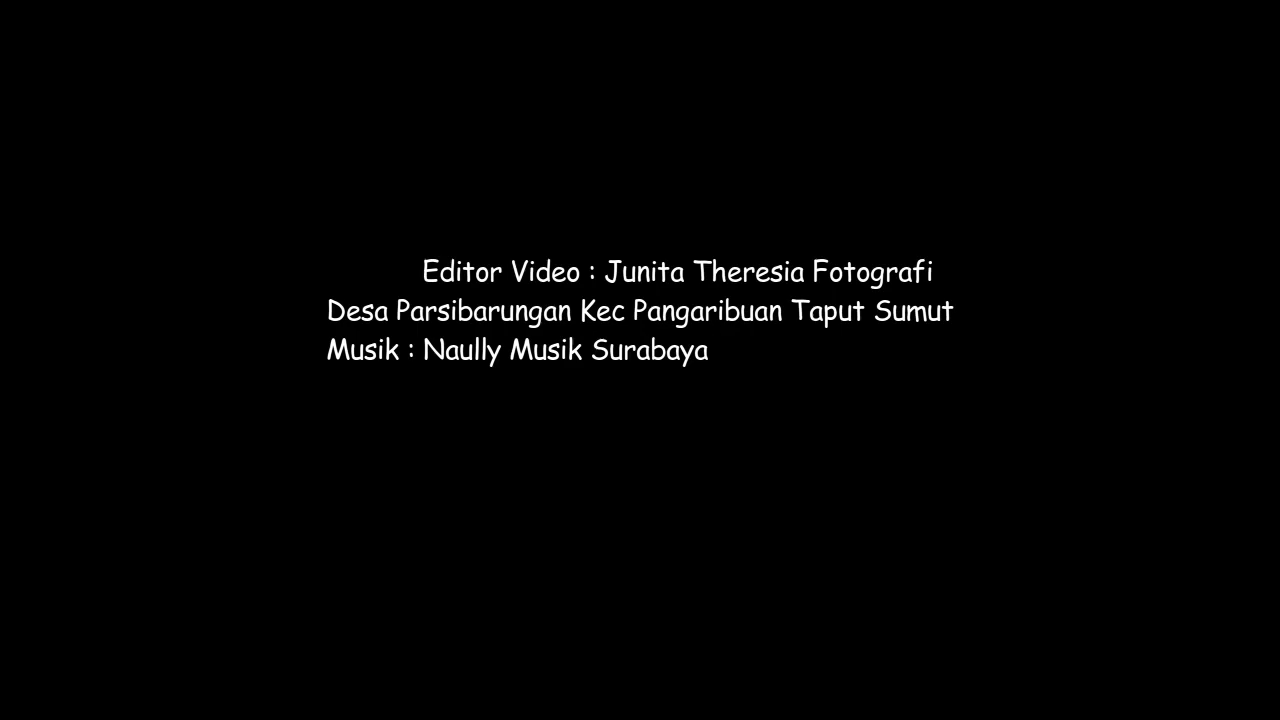 Editor Video : Junita Theresia Fotografi
Desa Parsibarungan Kec Pangaribuan Taput Sumut
Musik : Naully Musik Surabaya